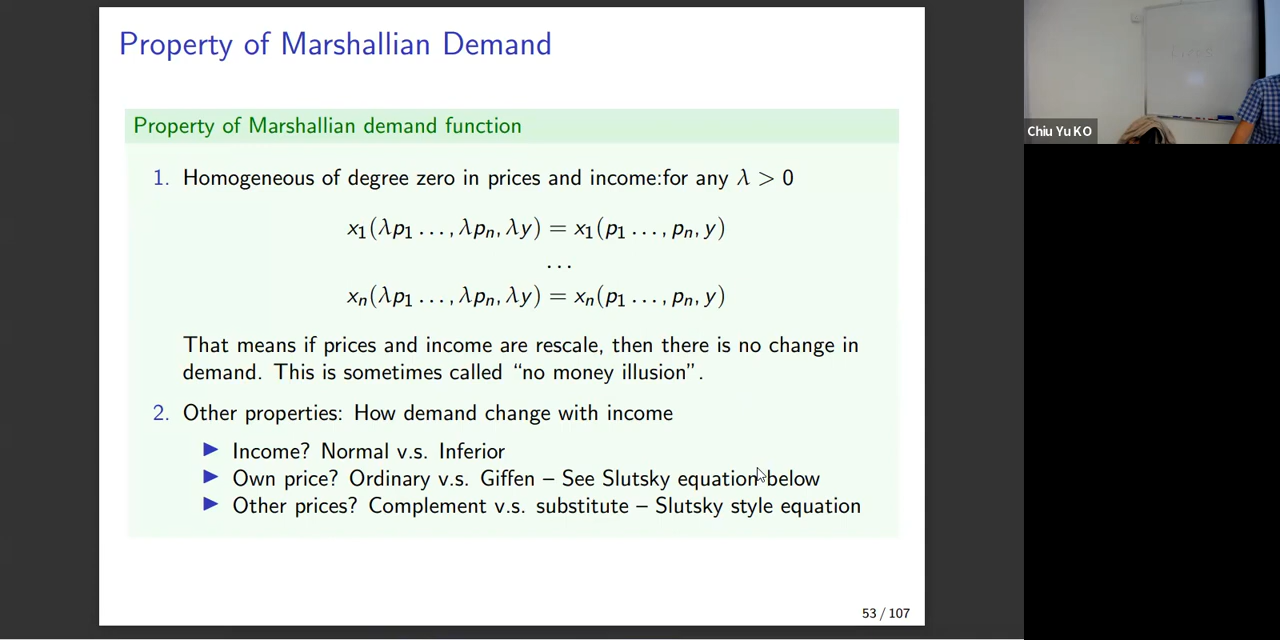 Property of Marshallian Demand
Property of Marshallian demand function
1. Homogeneous of degree zero in prices and income:for any λ > 0
x₁(λp₁ . . . , λpₙ, λy) = x₁(p₁ . . . , pₙ, y)
. . .
xₙ(λp₁ . . . , λpₙ, λy) = xₙ(p₁ . . . , pₙ, y)
That means if prices and income are rescale, then there is no change in
demand. This is sometimes called “no money illusion”.
2. Other properties: How demand change with income
▶ Income? Normal v.s. Inferior
▶ Own price? Ordinary v.s. Giffen – See Slutsky equation below
▶ Other prices? Complement v.s. substitute – Slutsky style equation
53 / 107
Chiu Yu KO